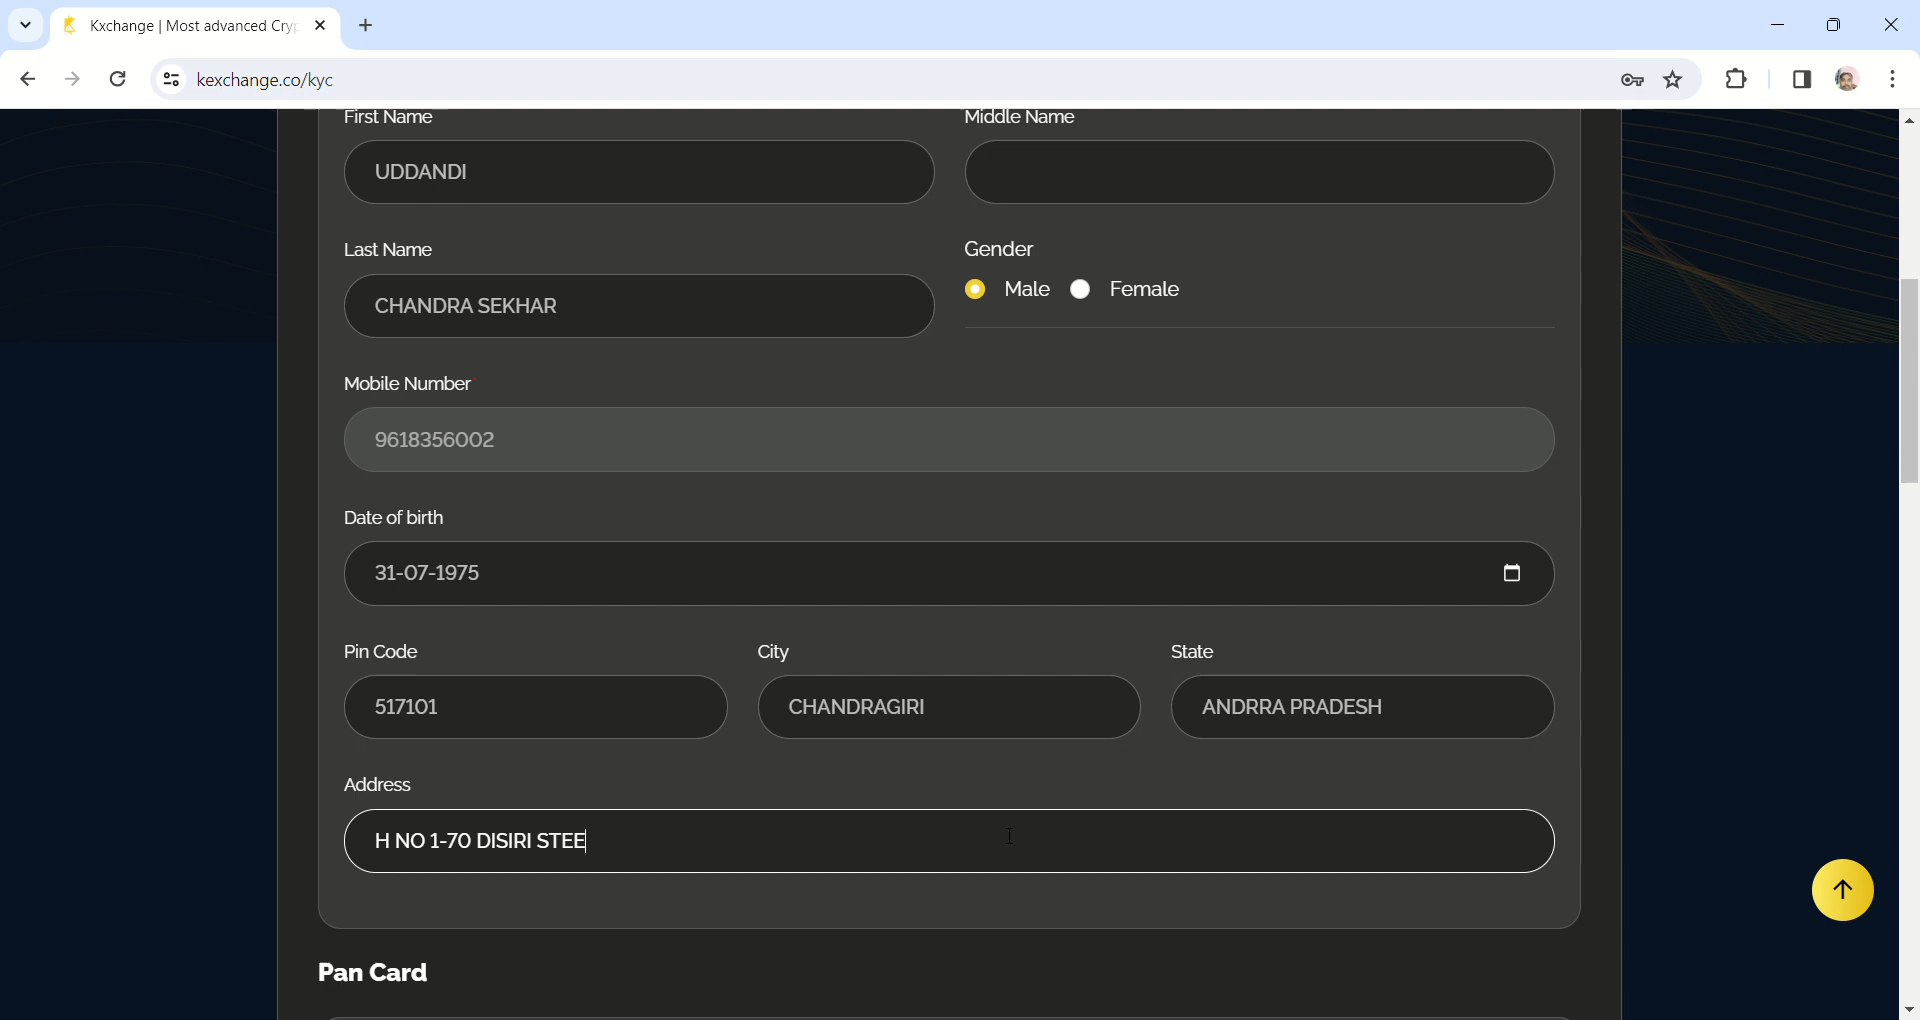 Kxchange | Most advanced Cry
kexchange.co/kyc
First Name
Middle Name
UDDANDI
Last Name
Gender
CHANDRA SEKHAR
Male
Female
Mobile Number
9618356002
Date of birth
31-07-1975
Pin Code
City
State
517101
CHANDRAGIRI
ANDRRA PRADESH
Address
H NO 1-70 DISIRI STEE
Pan Card